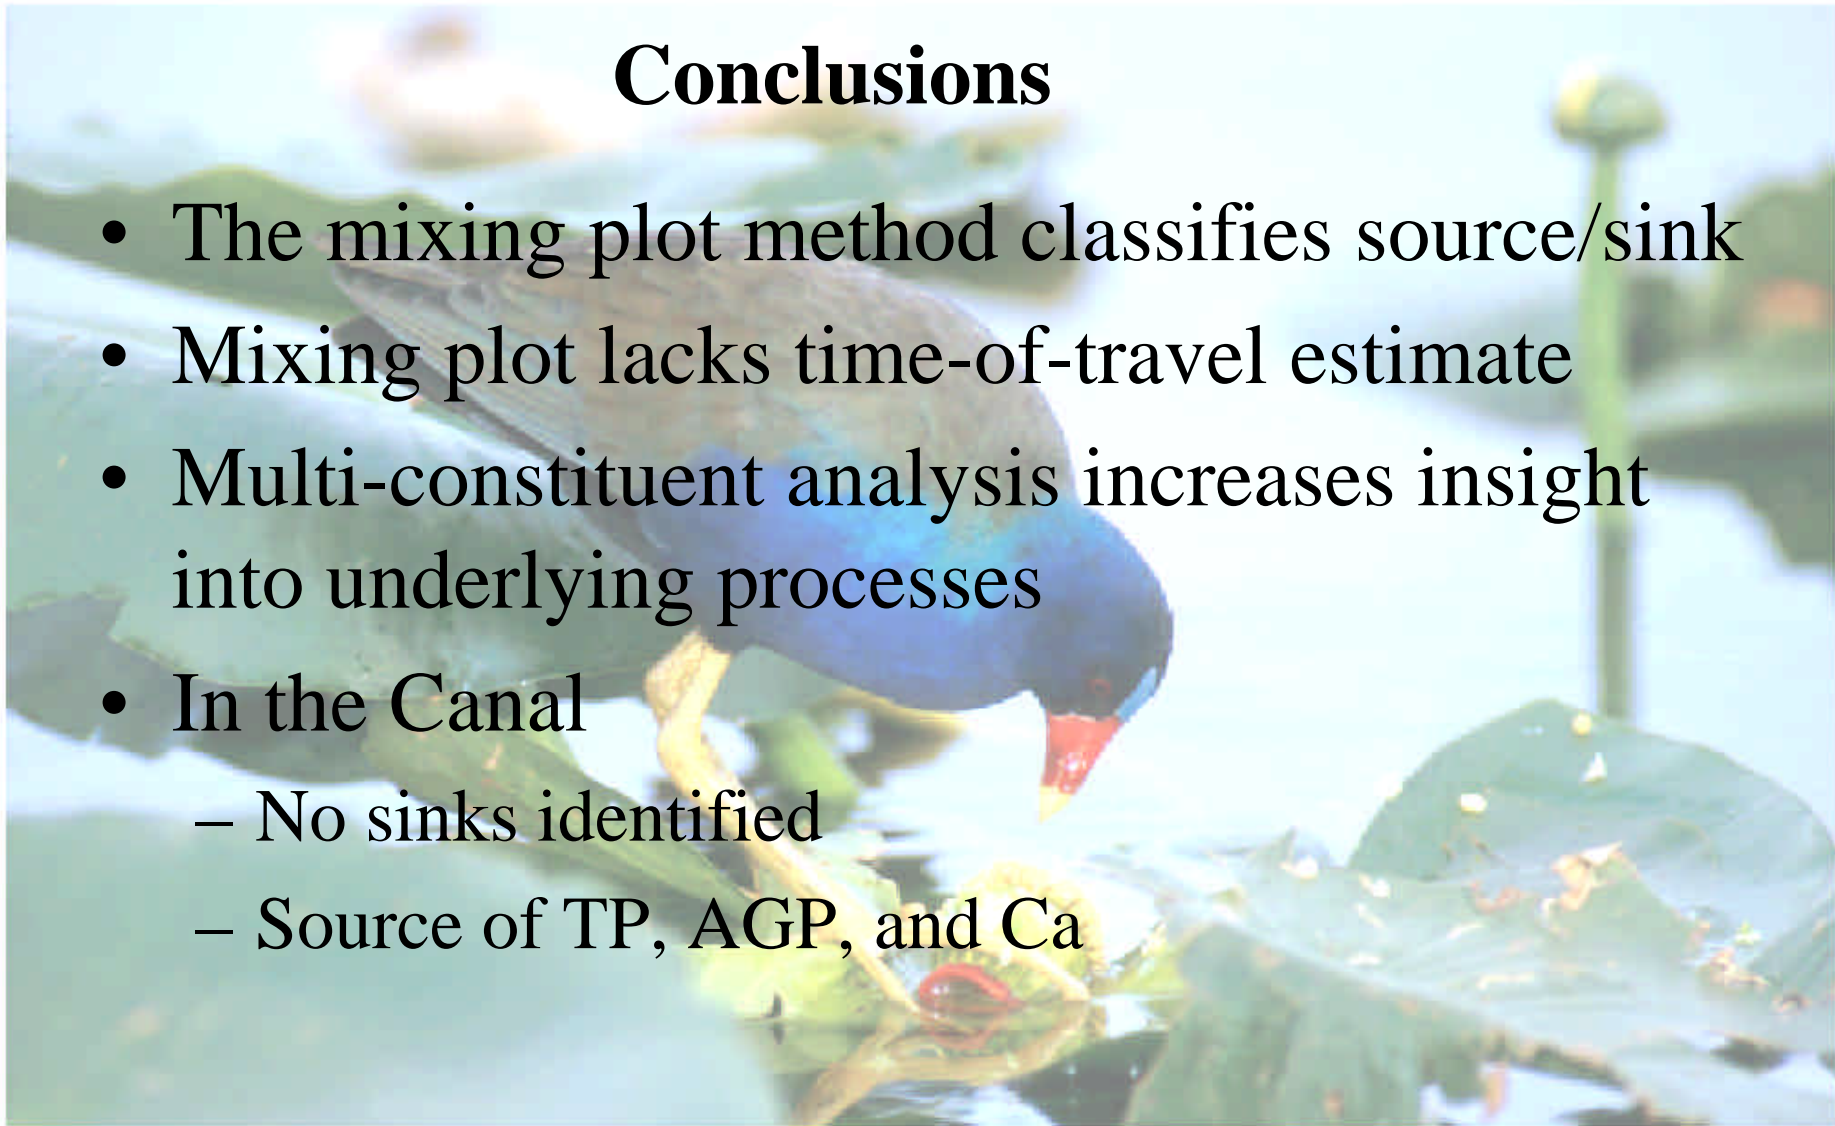 Conclusions
• The mixing plot method classifies source/sink
• Mixing plot lacks time-of-travel estimate
• Multi-constituent analysis increases insight
into underlying processes
• In the Canal
– No sinks identified
– Source of TP, AGP, and Ca